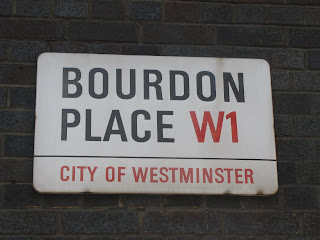 BOURDON
PLACE W1
CITY OF WESTMINSTER